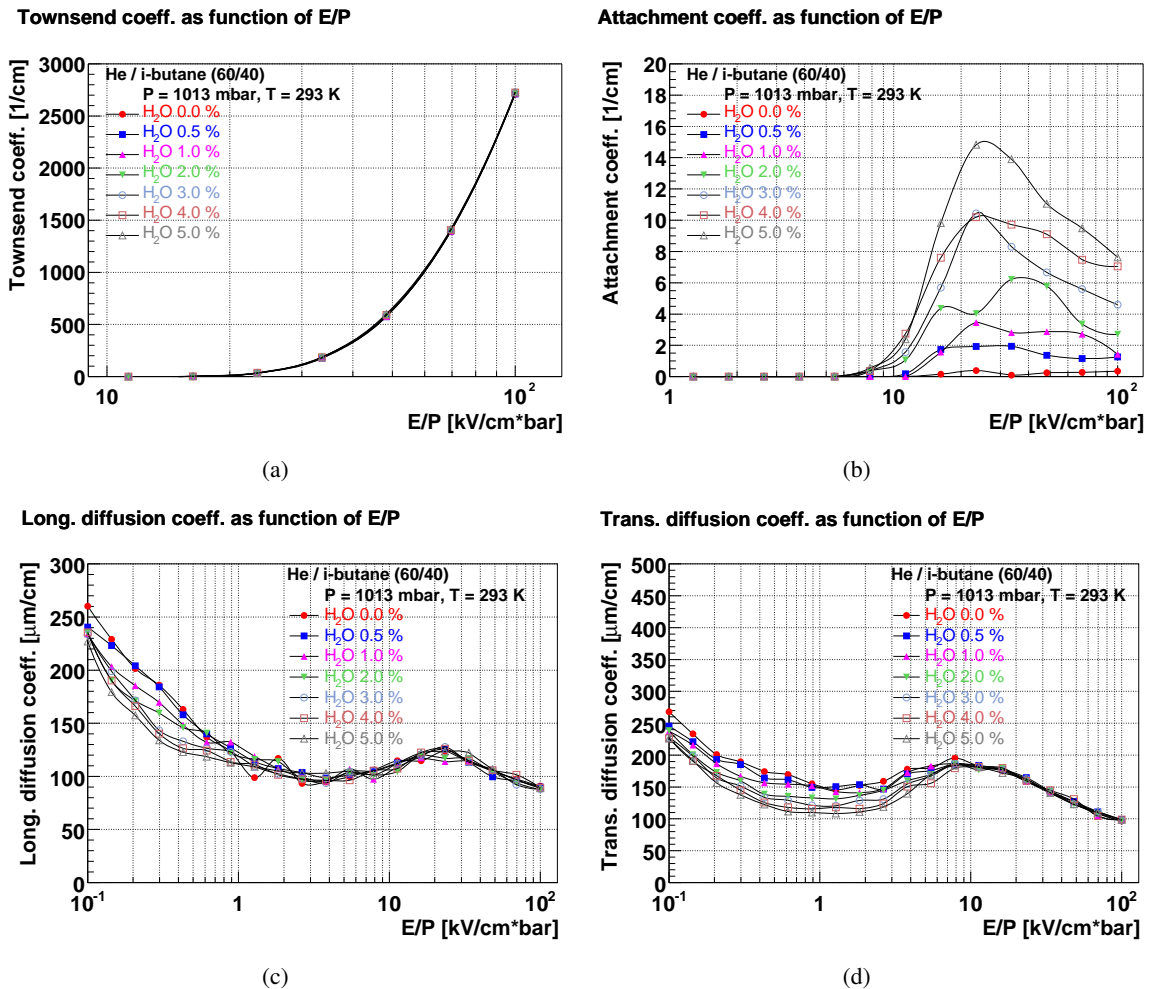 Townsend coeff. as function of E/P
Townsend coeff. [1/cm]
3000
2500
2000
1500
1000
500
0
He / i-butane (60/40)
P = 1013 mbar, T = 293 K
H₂O 0.0 %
H₂O 0.5 %
H₂O 1.0 %
H₂O 2.0 %
H₂O 3.0 %
H₂O 4.0 %
H₂O 5.0 %
10 10²
E/P [kV/cm*bar]
(a)
Attachment coeff. as function of E/P
Attachment coeff. [1/cm]
20
18
16
14
12
10
8
6
4
2
0
He / i-butane (60/40)
P = 1013 mbar, T = 293 K
H₂O 0.0 %
H₂O 0.5 %
H₂O 1.0 %
H₂O 2.0 %
H₂O 3.0 %
H₂O 4.0 %
H₂O 5.0 %
1 10 10²
E/P [kV/cm*bar]
(b)
Long. diffusion coeff. as function of E/P
Long. diffusion coeff. [μm/cm]
300
250
200
150
100
50
0
He / i-butane (60/40)
P = 1013 mbar, T = 293 K
H₂O 0.0 %
H₂O 0.5 %
H₂O 1.0 %
H₂O 2.0 %
H₂O 3.0 %
H₂O 4.0 %
H₂O 5.0 %
10⁻¹ 1 10 10²
E/P [kV/cm*bar]
(c)
Trans. diffusion coeff. as function of E/P
Trans. diffusion coeff. [μm/cm]
500
450
400
350
300
250
200
150
100
50
0
He / i-butane (60/40)
P = 1013 mbar, T = 293 K
H₂O 0.0 %
H₂O 0.5 %
H₂O 1.0 %
H₂O 2.0 %
H₂O 3.0 %
H₂O 4.0 %
H₂O 5.0 %
10⁻¹ 1 10 10²
E/P [kV/cm*bar]
(d)